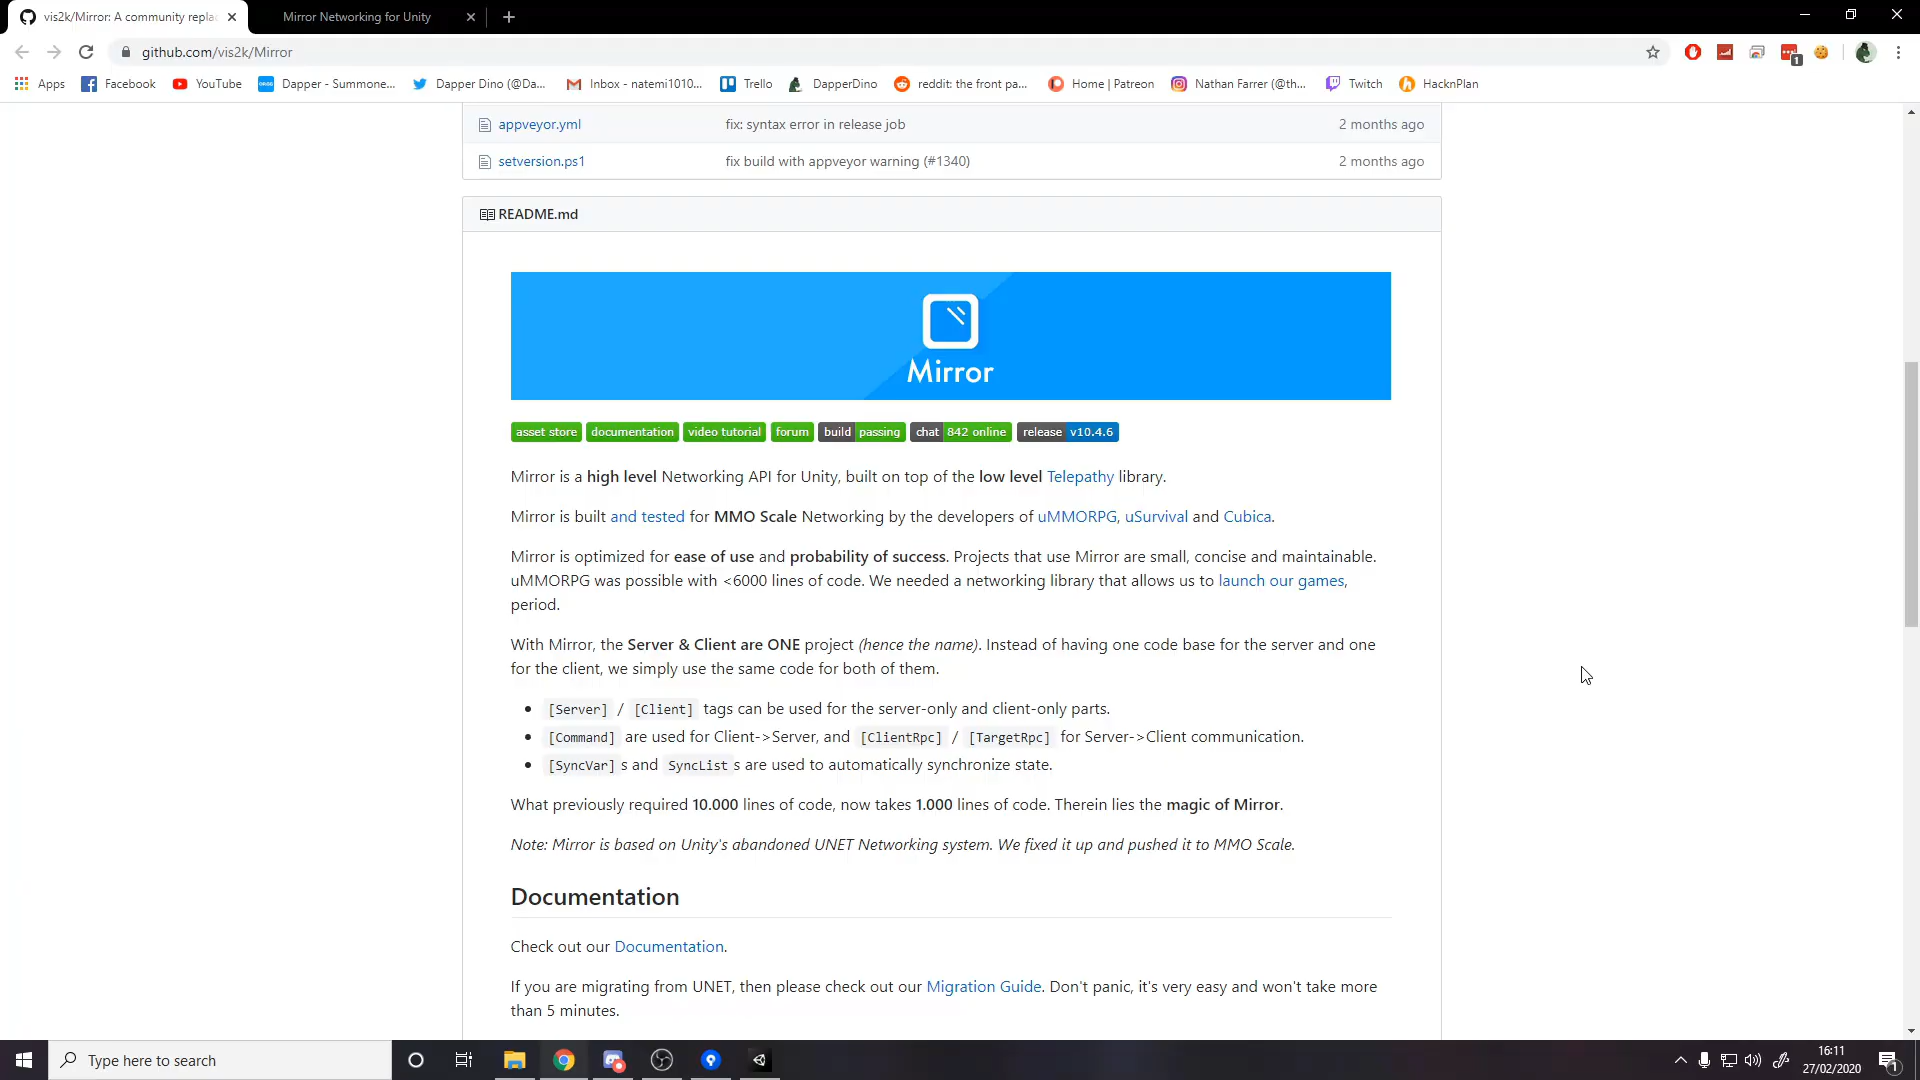 vis2k/Mirror: A community repla
Mirror Networking for Unity
github.com/vis2k/Mirror
1
Apps
Facebook
YouTube
Dapper - Summone...
Dapper Dino (@Da...
Inbox - natemi1010...
Trello
DapperDino
reddit: the front pa...
Home | Patreon
Nathan Farrer (@th...
Twitch
HacknPlan
appveyor.yml fix: syntax error in release job 2 months ago
setversion.ps1 fix build with appveyor warning (#1340) 2 months ago
README.md
Mirror
asset store documentation video tutorial forum build passing chat 842 online release v10.4.6
Mirror is a high level Networking API for Unity, built on top of the low level Telepathy library.
Mirror is built and tested for MMO Scale Networking by the developers of uMMORPG, uSurvival and Cubica.
Mirror is optimized for ease of use and probability of success. Projects that use Mirror are small, concise and maintainable.
uMMORPG was possible with <6000 lines of code. We needed a networking library that allows us to launch our games,
period.
With Mirror, the Server & Client are ONE project (hence the name). Instead of having one code base for the server and one
for the client, we simply use the same code for both of them.
• [Server] / [Client] tags can be used for the server-only and client-only parts.
• [Command] are used for Client->Server, and [ClientRpc] / [TargetRpc] for Server->Client communication.
• [SyncVar] s and SyncList s are used to automatically synchronize state.
What previously required 10.000 lines of code, now takes 1.000 lines of code. Therein lies the magic of Mirror.
Note: Mirror is based on Unity's abandoned UNET Networking system. We fixed it up and pushed it to MMO Scale.
Documentation
Check out our Documentation.
If you are migrating from UNET, then please check out our Migration Guide. Don't panic, it's very easy and won't take more
than 5 minutes.
Type here to search
16:11
27/02/2020
1